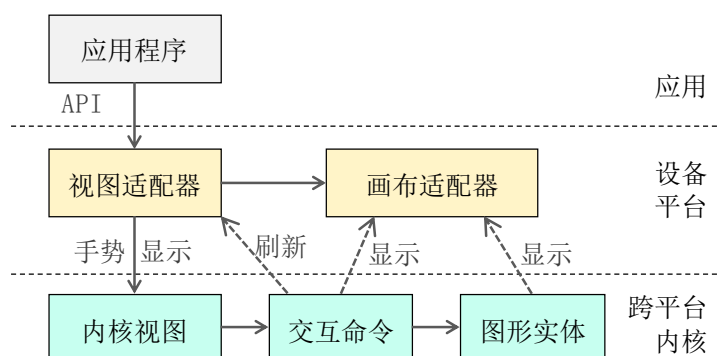 应用程序
API
应用
视图适配器
画布适配器
设备
平台
手势
显示
刷新
显示
显示
内核视图
交互命令
图形实体
跨平台
内核